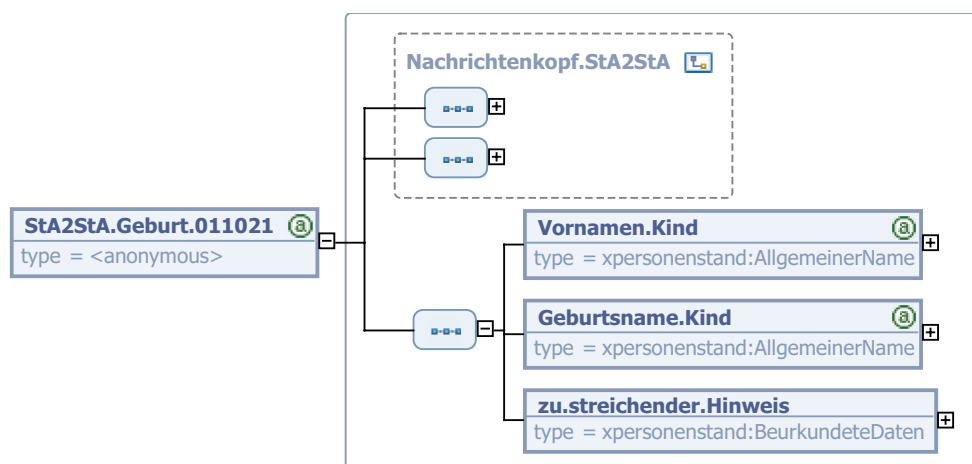 Nachrichtenkopf.StA2StA
StA2StA.Geburt.011021
type = <anonymous>
Vornamen.Kind
type = xpersonenstand:AllgemeinerName
Geburtsname.Kind
type = xpersonenstand:AllgemeinerName
zu.streichender.Hinweis
type = xpersonenstand:BeurkundeteDaten